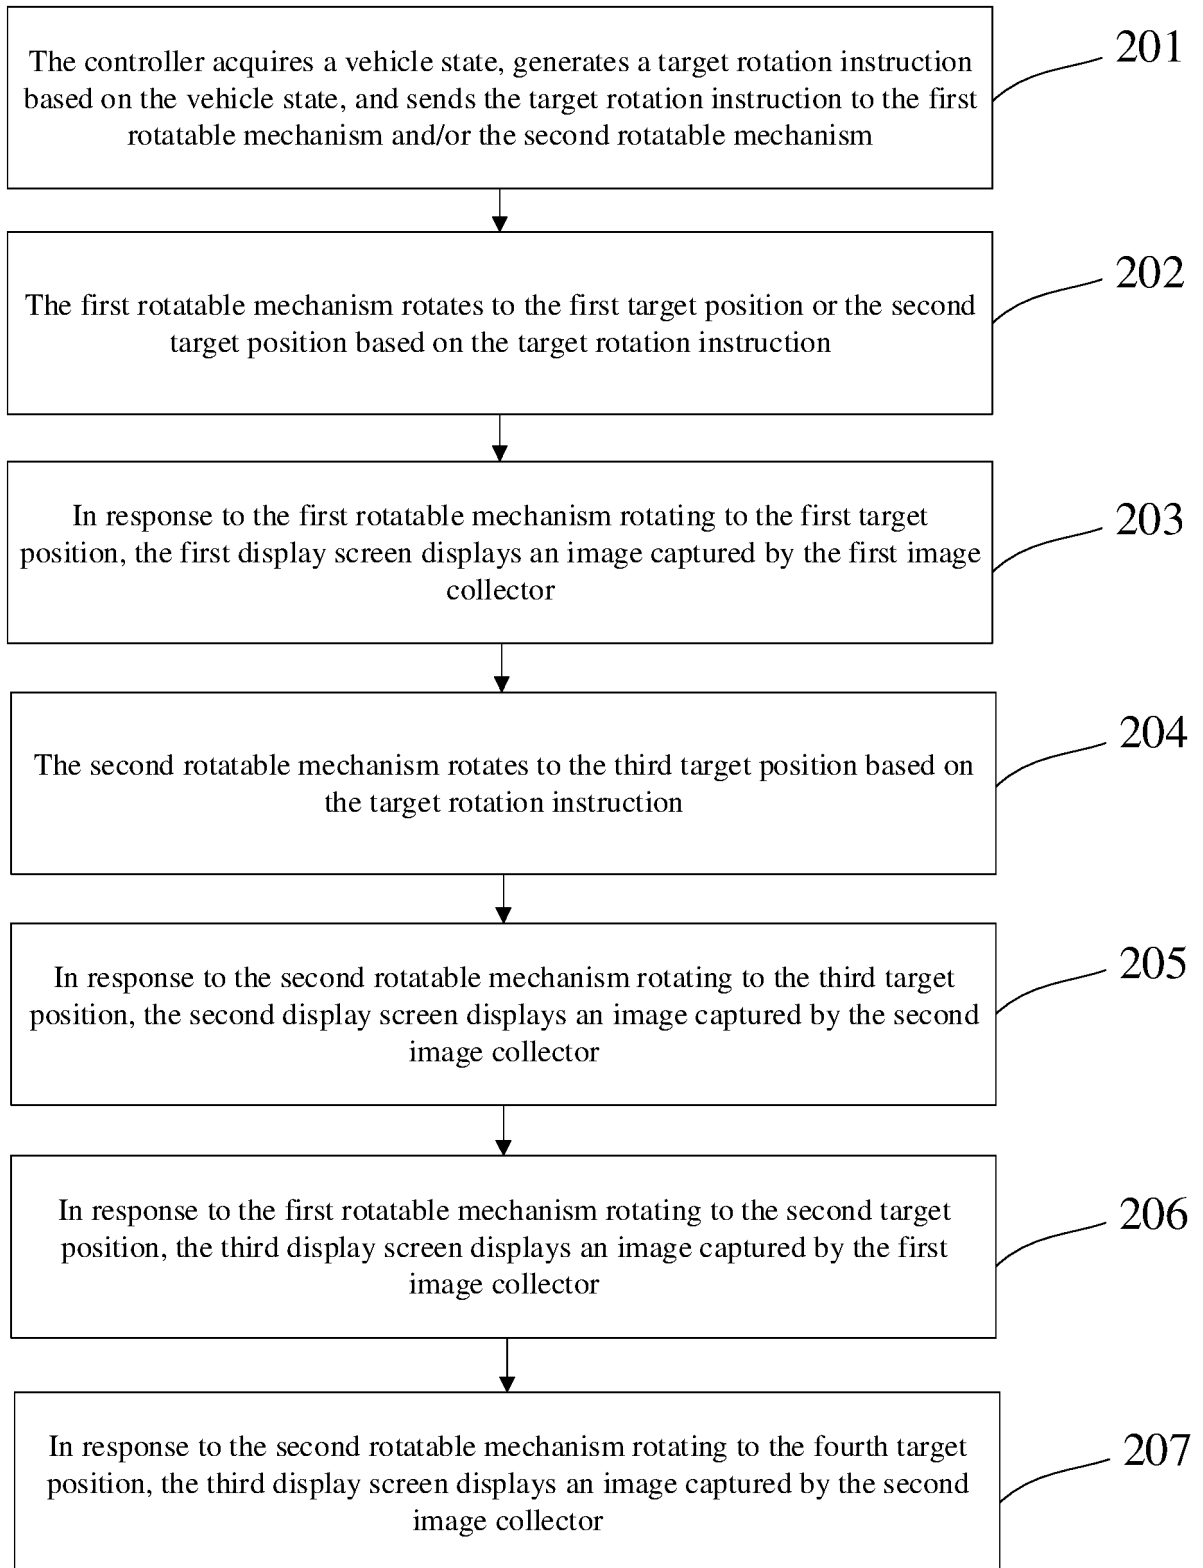 The controller acquires a vehicle state, generates a target rotation instruction
based on the vehicle state, and sends the target rotation instruction to the first
rotatable mechanism and/or the second rotatable mechanism
201
The first rotatable mechanism rotates to the first target position or the second
target position based on the target rotation instruction
202
In response to the first rotatable mechanism rotating to the first target
position, the first display screen displays an image captured by the first image
collector
203
The second rotatable mechanism rotates to the third target position based on
the target rotation instruction
204
In response to the second rotatable mechanism rotating to the third target
position, the second display screen displays an image captured by the second
image collector
205
In response to the first rotatable mechanism rotating to the second target
position, the third display screen displays an image captured by the first
image collector
206
In response to the second rotatable mechanism rotating to the fourth target
position, the third display screen displays an image captured by the second
image collector
207